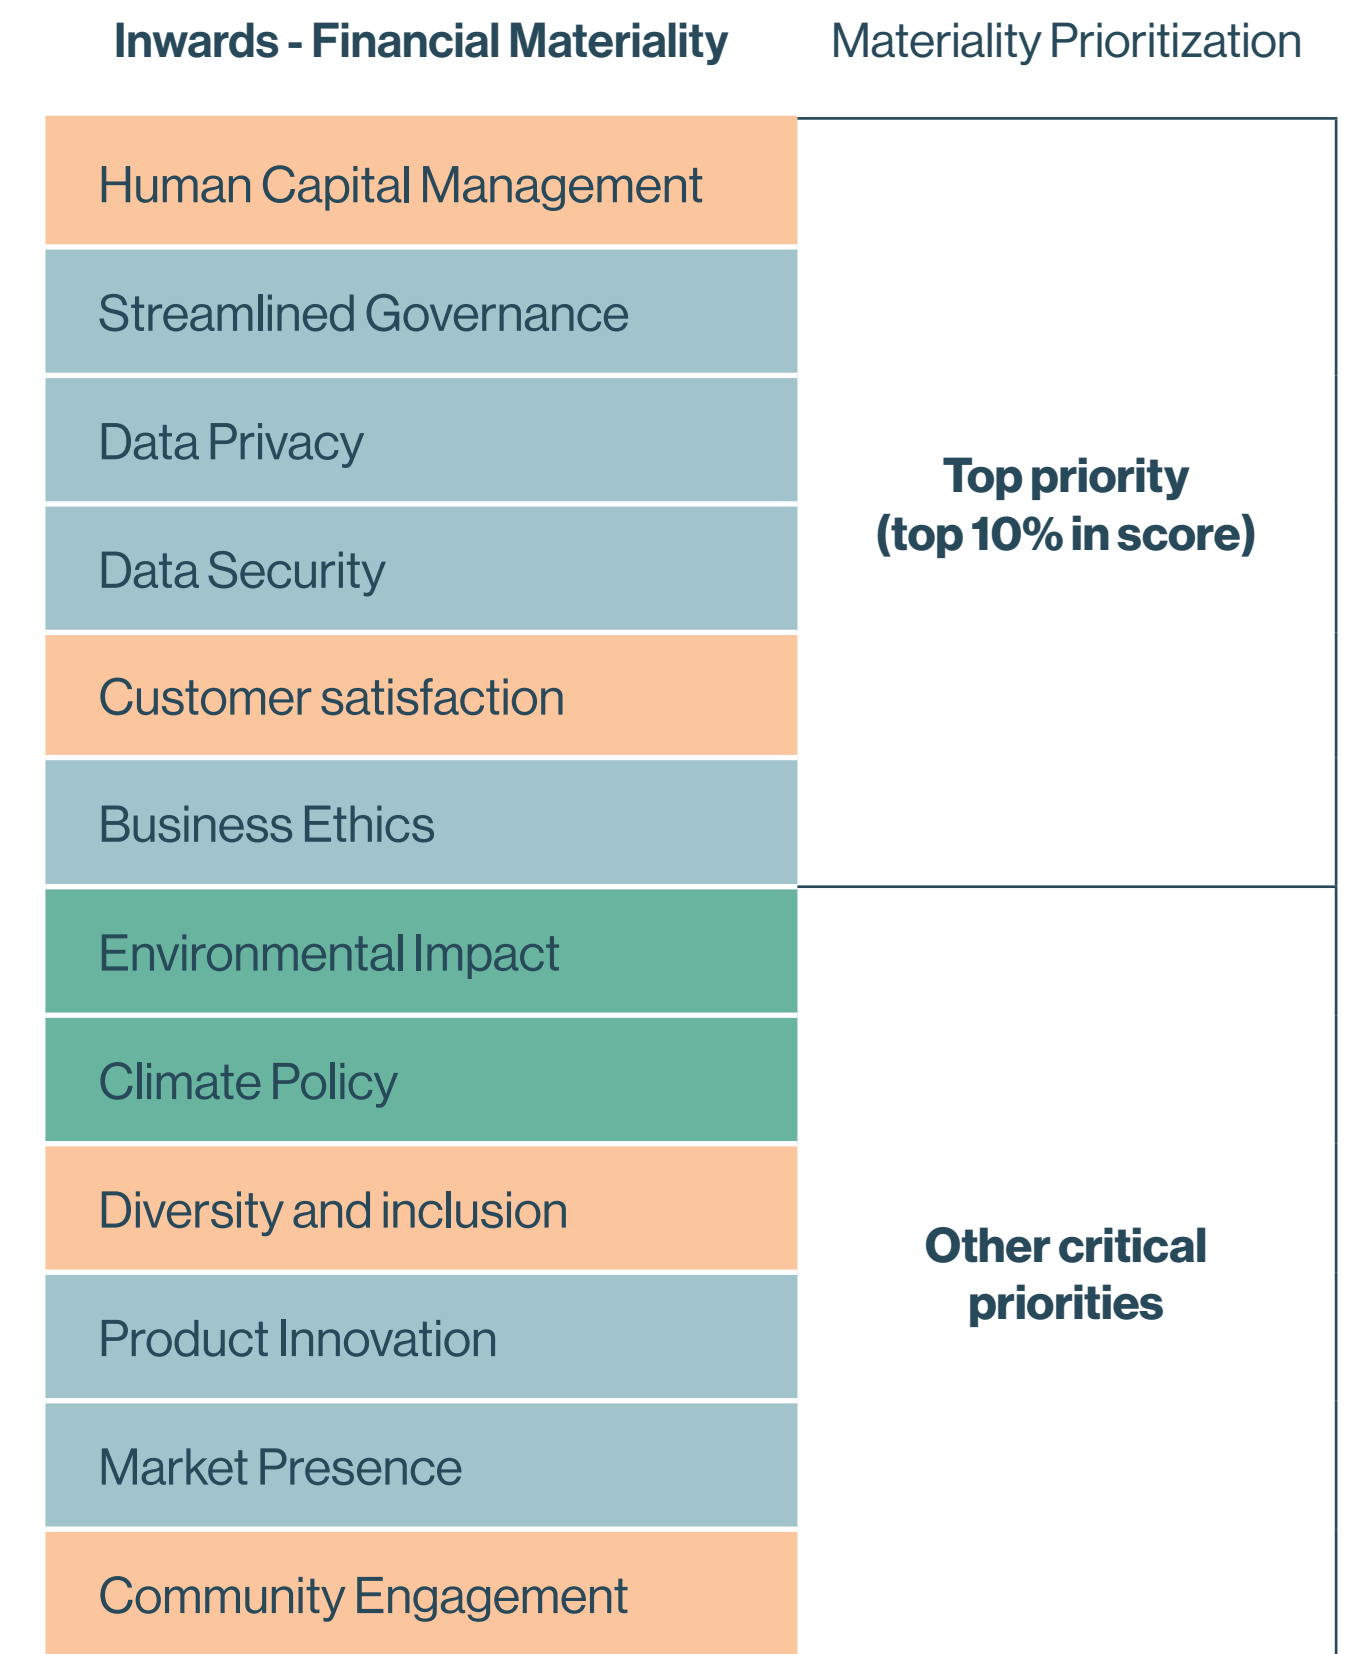 Inwards - Financial Materiality
Materiality Prioritization
Human Capital Management
Streamlined Governance
Data Privacy
Data Security
Customer satisfaction
Business Ethics
Top priority
(top 10% in score)
Environmental Impact
Climate Policy
Diversity and inclusion
Product Innovation
Market Presence
Community Engagement
Other critical
priorities